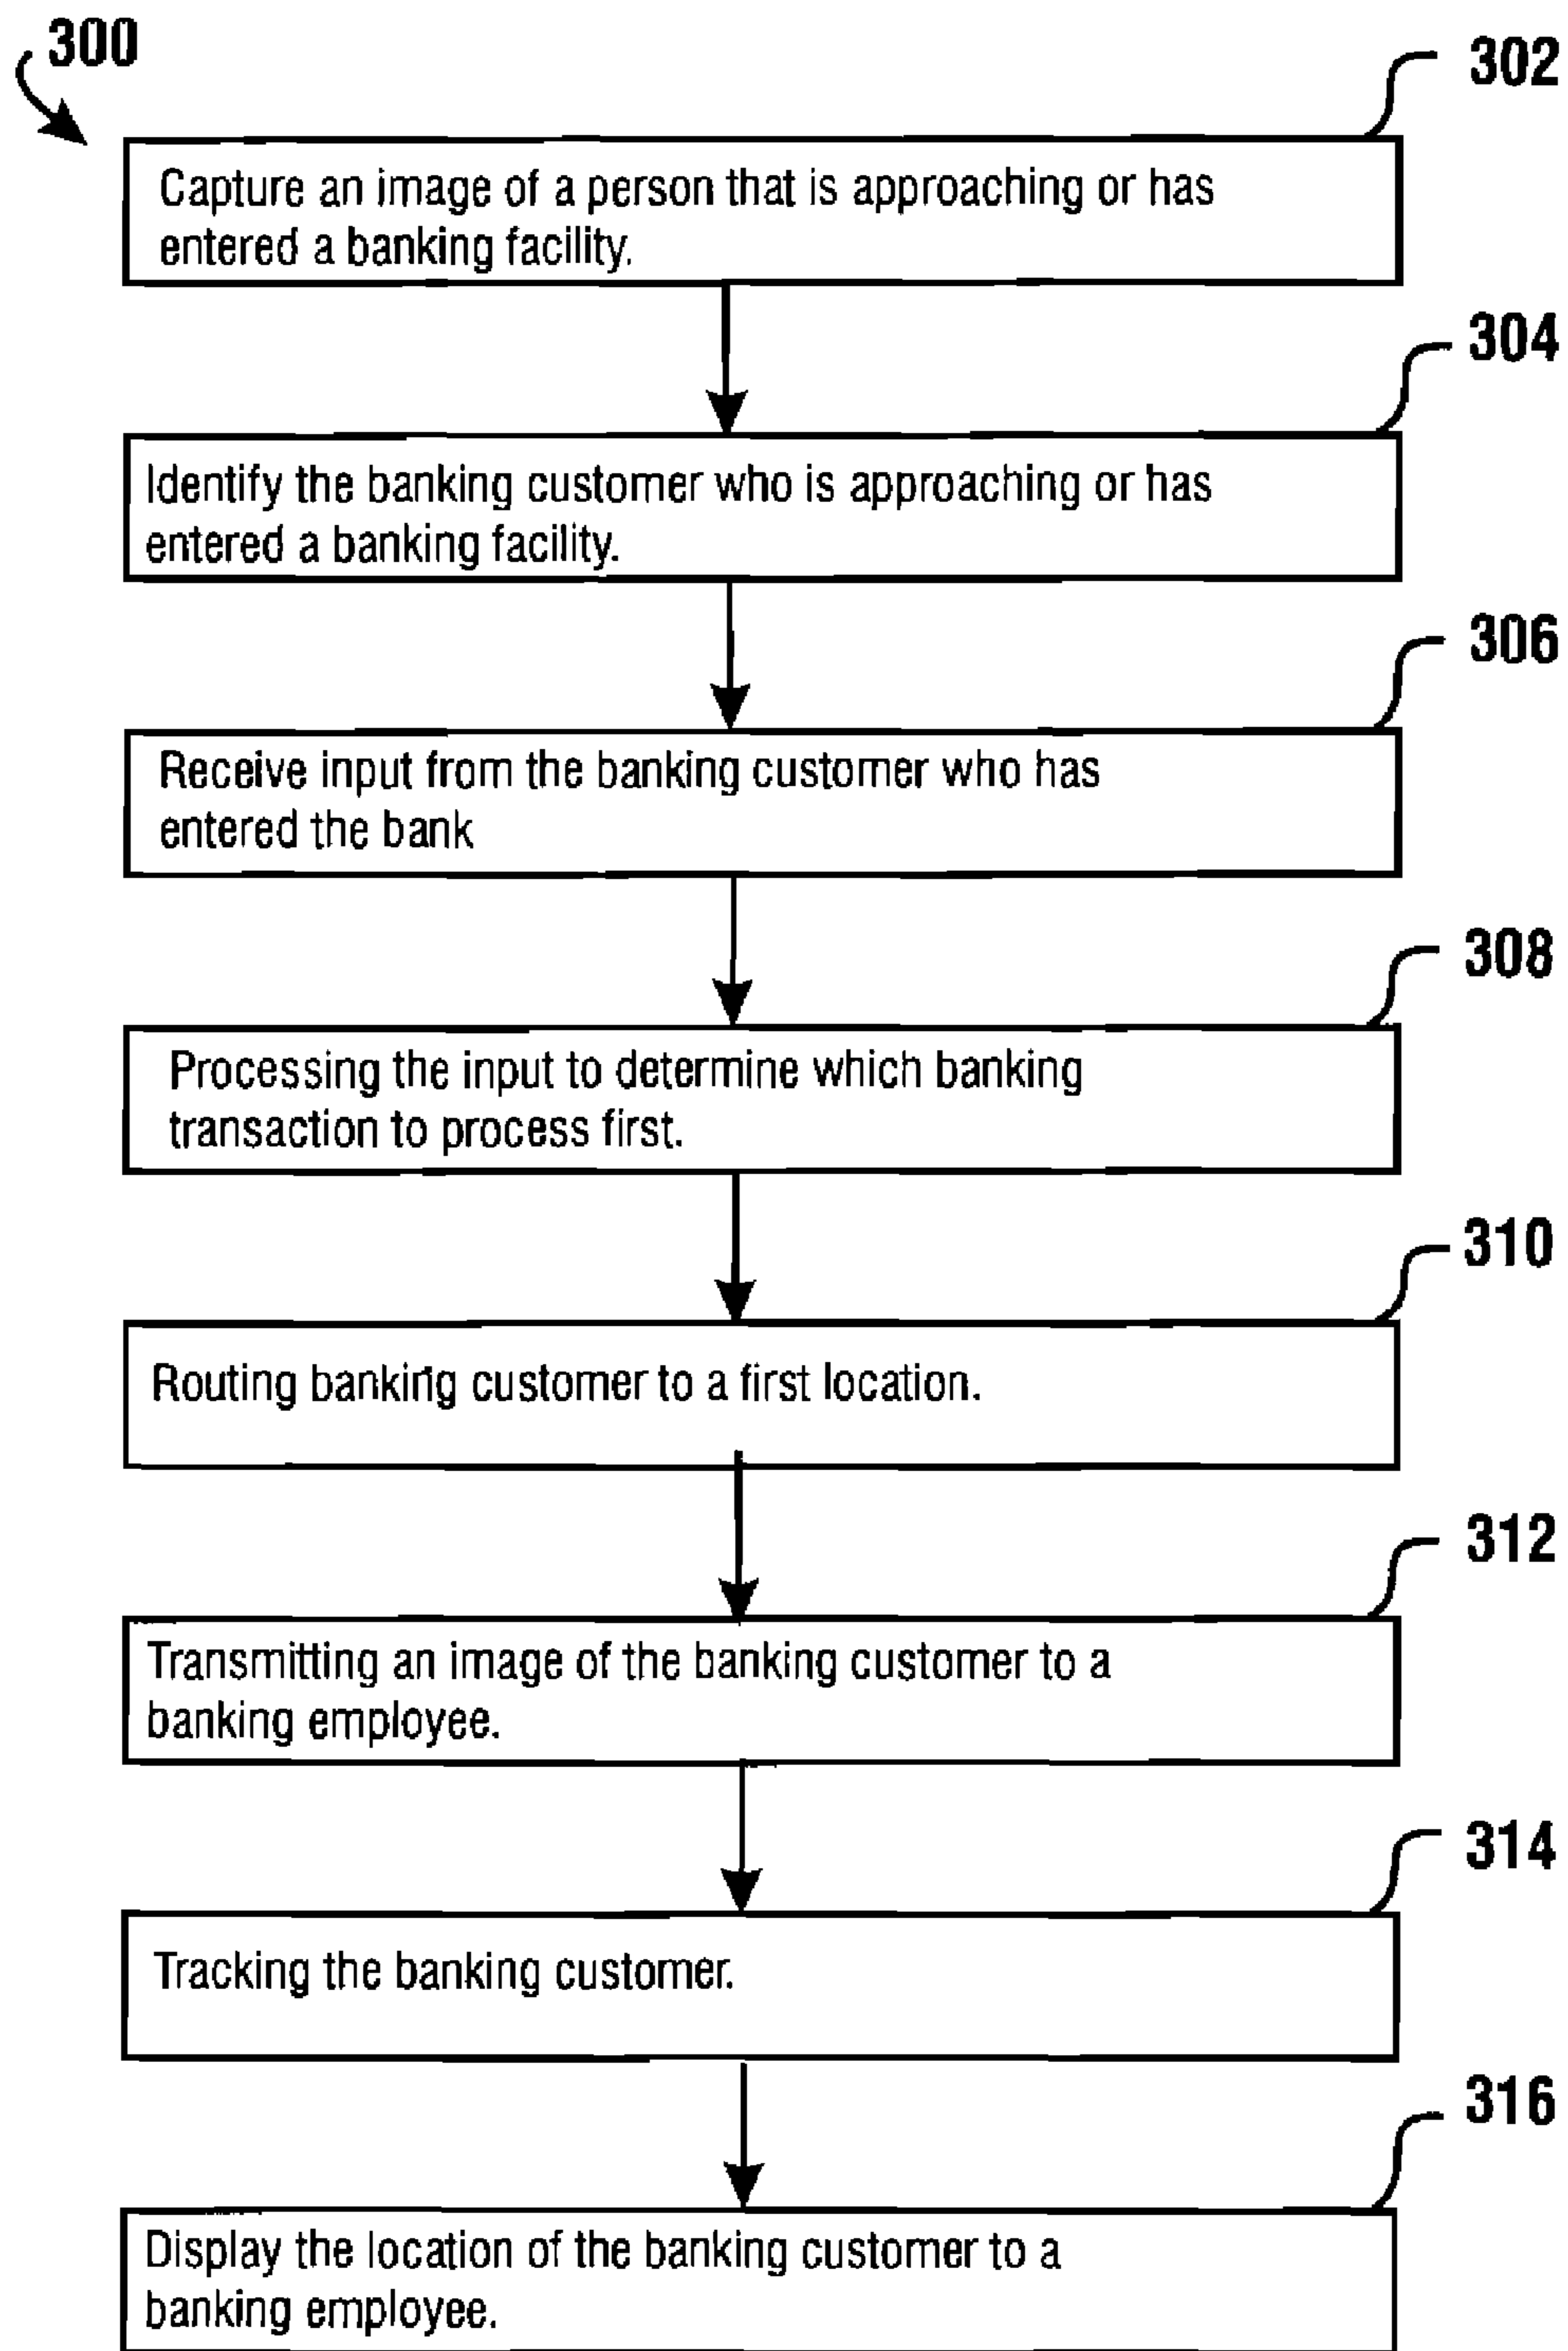 300
302
Capture an image of a person that is approaching or has
entered a banking facility.
304
Identify the banking customer who is approaching or has
entered a banking facility.
306
Receive input from the banking customer who has
entered the bank
308
Processing the input to determine which banking
transaction to process first.
310
Routing banking customer to a first location.
312
Transmitting an image of the banking customer to a
banking employee.
314
Tracking the banking customer.
316
Display the location of the banking customer to a
banking employee.